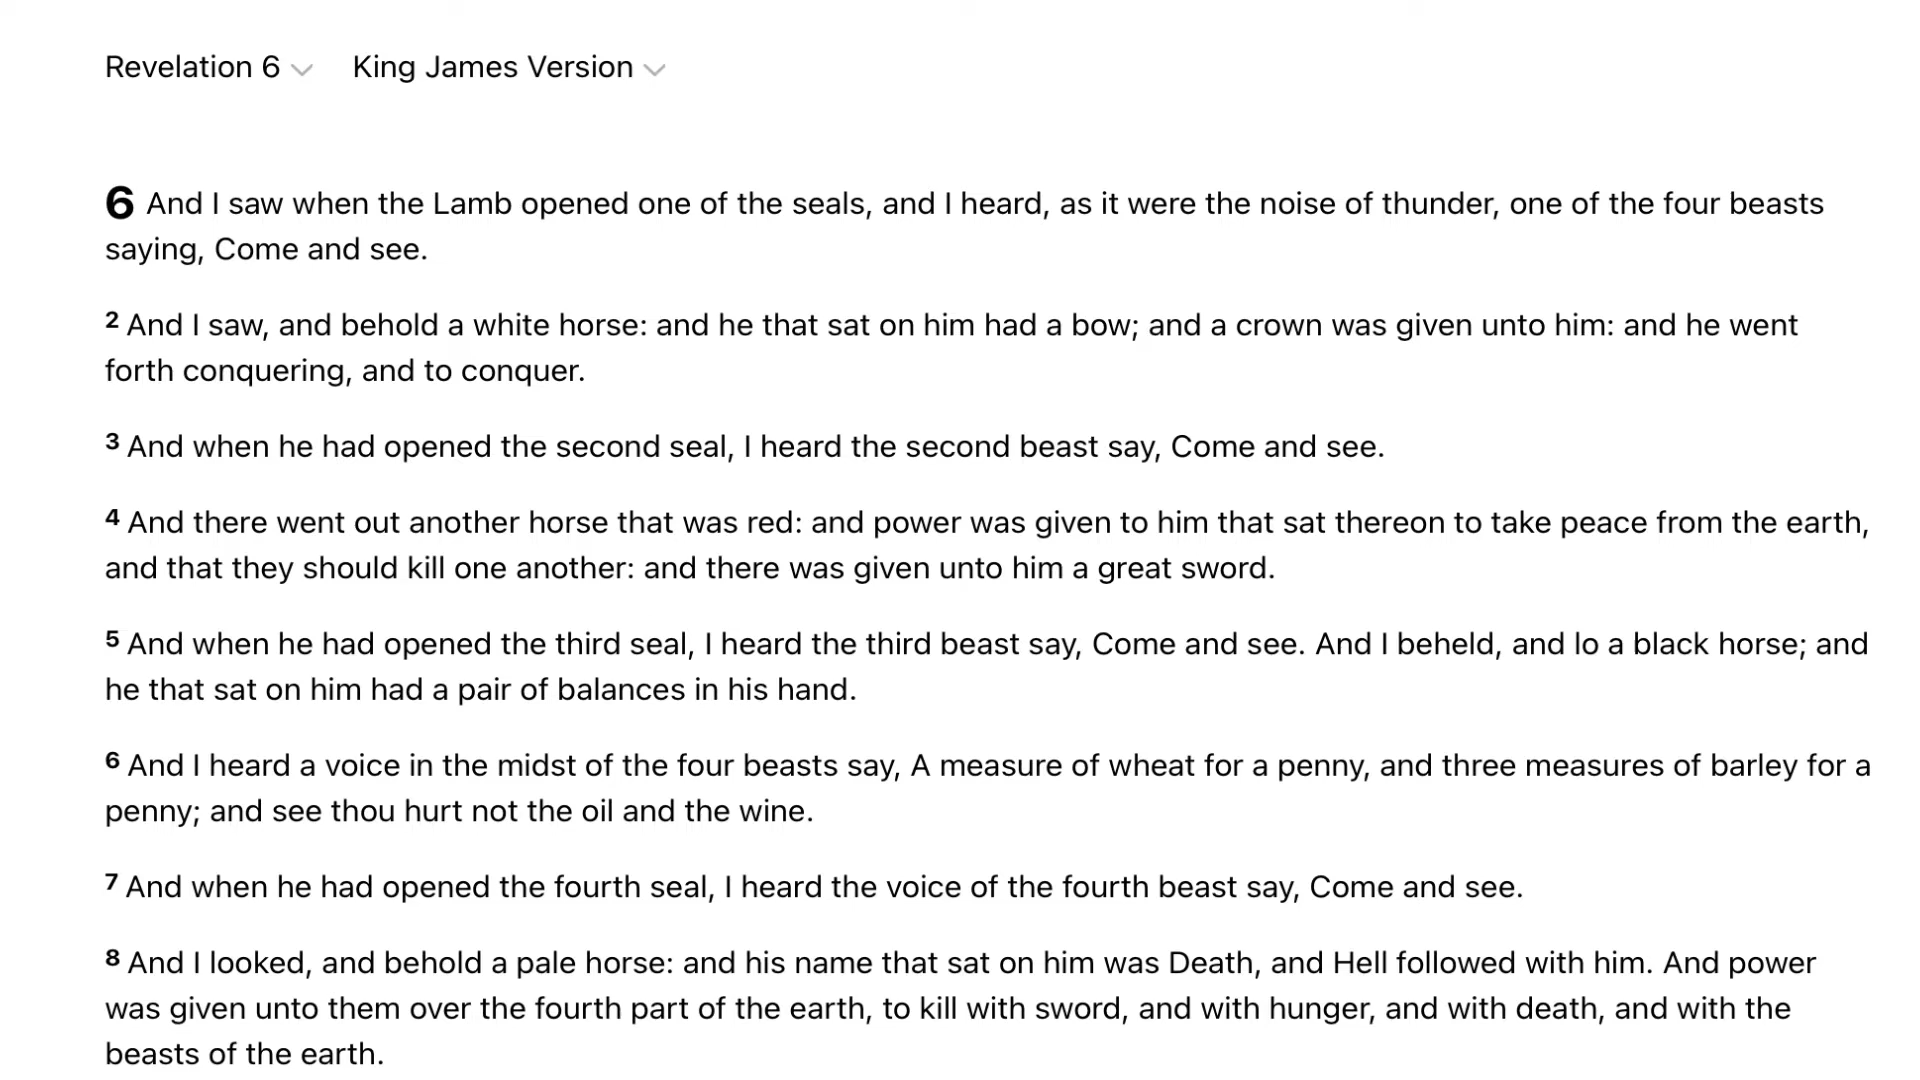 Revelation 6 King James Version
6 And I saw when the Lamb opened one of the seals, and I heard, as it were the noise of thunder, one of the four beasts
saying, Come and see.
2 And I saw, and behold a white horse: and he that sat on him had a bow; and a crown was given unto him: and he went
forth conquering, and to conquer.
3 And when he had opened the second seal, I heard the second beast say, Come and see.
4 And there went out another horse that was red: and power was given to him that sat thereon to take peace from the earth,
and that they should kill one another: and there was given unto him a great sword.
5 And when he had opened the third seal, I heard the third beast say, Come and see. And I beheld, and lo a black horse; and
he that sat on him had a pair of balances in his hand.
6 And I heard a voice in the midst of the four beasts say, A measure of wheat for a penny, and three measures of barley for a
penny; and see thou hurt not the oil and the wine.
7 And when he had opened the fourth seal, I heard the voice of the fourth beast say, Come and see.
8 And I looked, and behold a pale horse: and his name that sat on him was Death, and Hell followed with him. And power
was given unto them over the fourth part of the earth, to kill with sword, and with hunger, and with death, and with the
beasts of the earth.